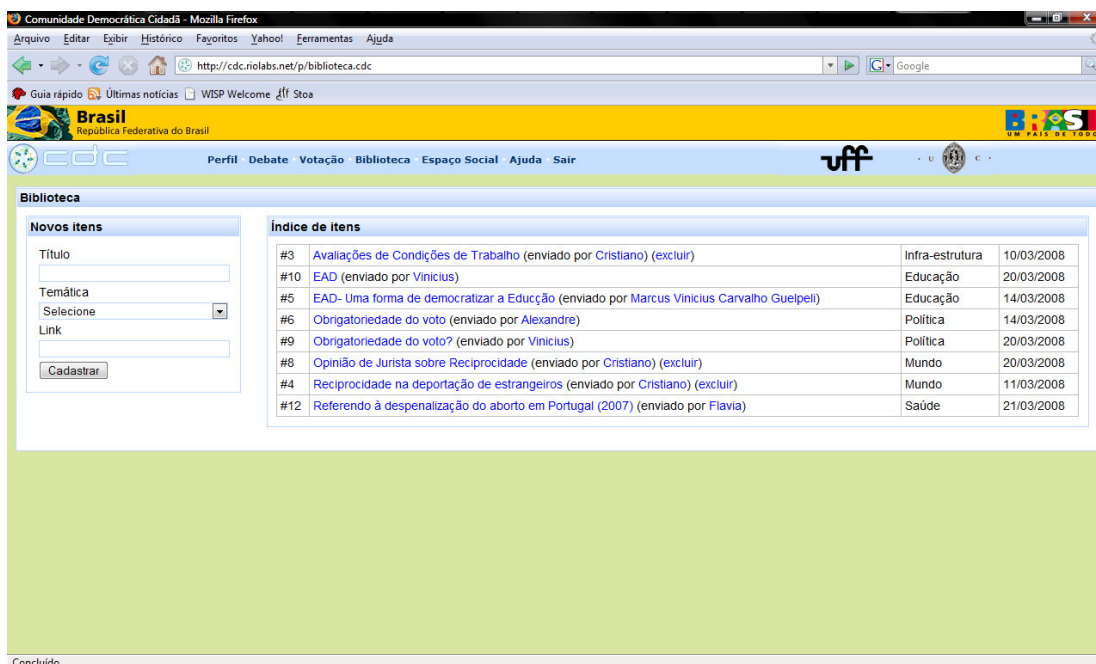 Comunidade Democrática Cidadã - Mozilla Firefox
Arquivo Editar Exibir Histórico Favoritos Yahoo! Ferramentas Ajuda
http://cdc.riolabs.net/p/biblioteca.cdc
G Google
Guia rápido Últimas notícias WISP Welcome Stoa
Brasil
República Federativa do Brasil
BRASI
UM PAÍS DE TODO
cdc
Perfil Debate Votação Biblioteca Espaço Social Ajuda Sair
uff
· U C ·
Biblioteca
Novos itens
Título
Temática
Selecione
Link
Cadastrar
Índice de itens
#3 Avaliações de Condições de Trabalho (enviado por Cristiano) (excluir) Infra-estrutura 10/03/2008
#10 EAD (enviado por Vinicius) Educação 20/03/2008
#5 EAD- Uma forma de democratizar a Educção (enviado por Marcus Vinicius Carvalho Guelpeli) Educação 14/03/2008
#6 Obrigatoriedade do voto (enviado por Alexandre) Política 14/03/2008
#9 Obrigatoriedade do voto? (enviado por Vinicius) Política 20/03/2008
#8 Opinião de Jurista sobre Reciprocidade (enviado por Cristiano) (excluir) Mundo 20/03/2008
#4 Reciprocidade na deportação de estrangeiros (enviado por Cristiano) (excluir) Mundo 11/03/2008
#12 Referendo à despenalização do aborto em Portugal (2007) (enviado por Flavia) Saúde 21/03/2008
Concluído